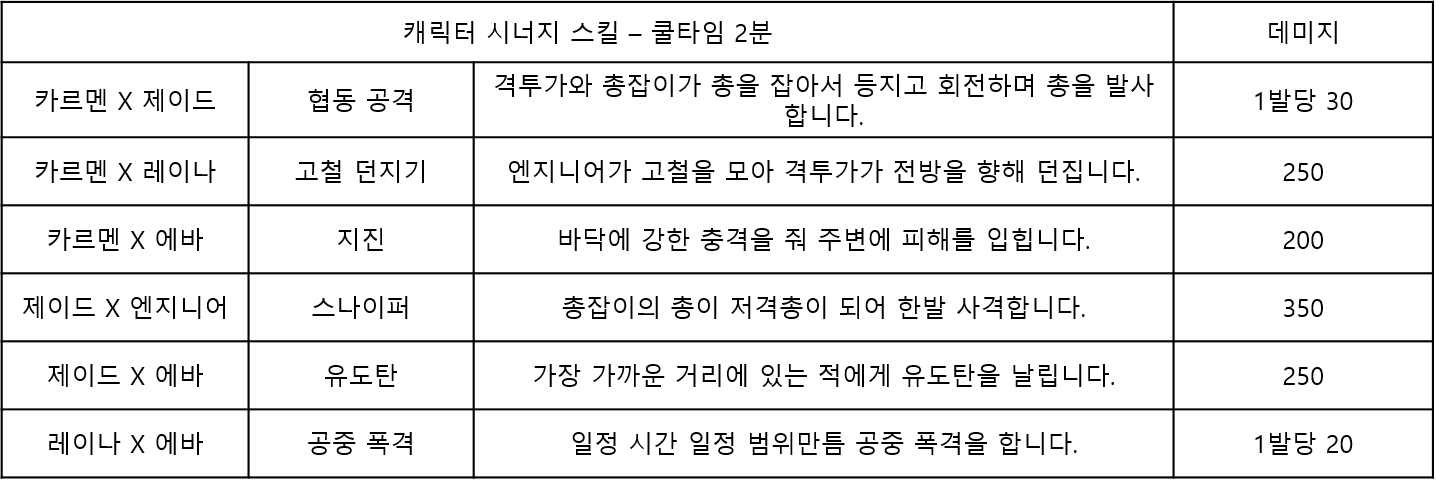 캐릭터 시너지 스킬 – 쿨타임 2분 데미지
카르멘 X 제이드 협동 공격 격투가와 총잡이가 총을 잡아서 등지고 회전하며 총을 발사
합니다. 1발당 30
카르멘 X 레이나 고철 던지기 엔지니어가 고철을 모아 격투가가 전방을 향해 던집니다. 250
카르멘 X 에바 지진 바닥에 강한 충격을 줘 주변에 피해를 입힙니다. 200
제이드 X 엔지니어 스나이퍼 총잡이의 총이 저격총이 되어 한발 사격합니다. 350
제이드 X 에바 유도탄 가장 가까운 거리에 있는 적에게 유도탄을 날립니다. 250
레이나 X 에바 공중 폭격 일정 시간 일정 범위만틈 공중 폭격을 합니다. 1발당 20